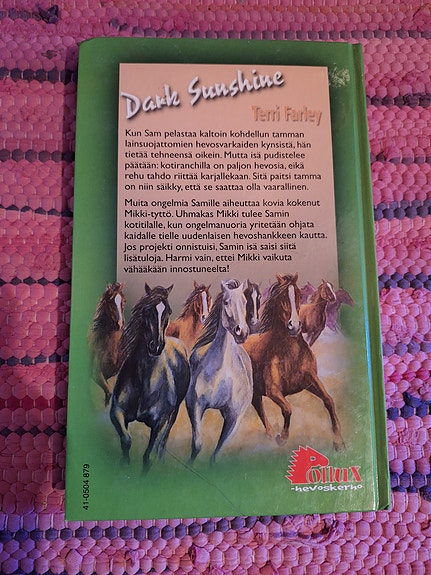 Dark Sunshine
Terri Farley
Kun Sam pelastaa kaltoin kohdellun tamman
lainsuojattomien hevosvarkaiden kynsistä, hän
tietää tehneensä oikein. Mutta isä pudistelee
päätään: kotiranchilla on paljon hevosia, eikä
rehu tahdo riittää karjallekaan. Sitä paitsi tamma
on niin säikky, että se saattaa olla vaarallinen.
Muita ongelmia Samille aiheuttaa kovia kokenut
Mikki-tyttö. Uhmakas Mikki tulee Samin
kotitilalle, kun ongelmanuoria yritetään ohjata
kaidalle tielle uudenlaisen hevoshankkeen kautta.
Jos projekti onnistuisi, Samin isä saisi siitä
lisätuloja. Harmi vain, ettei Mikki vaikuta
vähääkään innostuneelta!
Pollux
-hevoskerho
41-0504 879